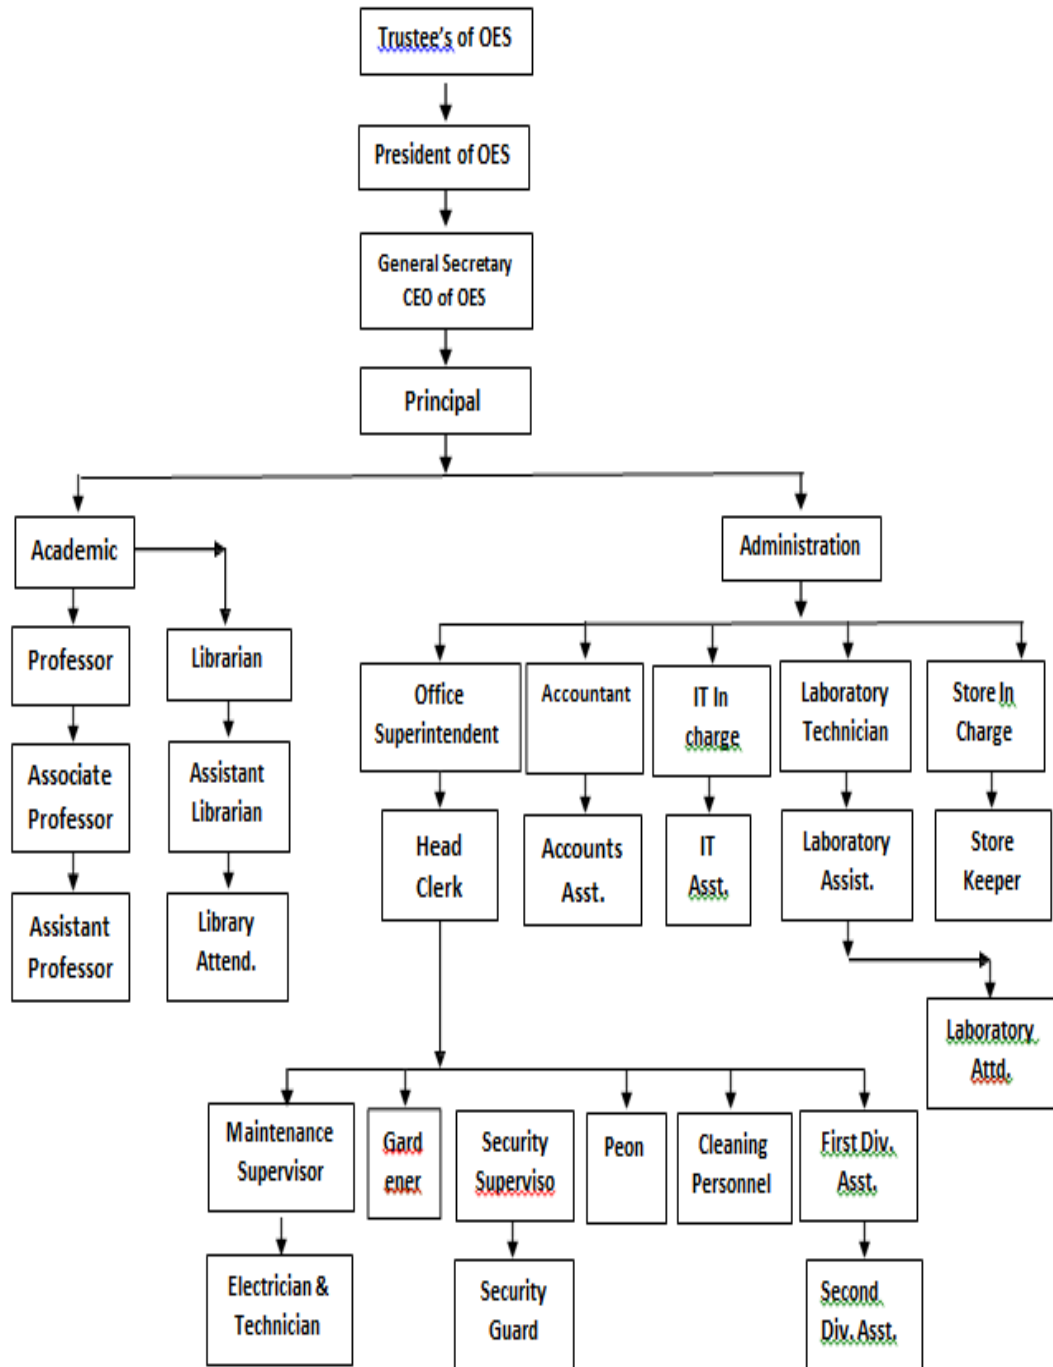 Trustee's of OES
President of OES
General Secretary
CEO of OES
Principal
Academic
Administration
Professor
Librarian
Office
Superintendent
Accountant
IT In
charge
Laboratory
Technician
Store In
Charge
Associate
Professor
Assistant
Librarian
Head
Clerk
Accounts
Asst.
IT
Asst.
Laboratory
Assist.
Store
Keeper
Assistant
Professor
Library
Attend.
Laboratory
Attd.
Maintenance
Supervisor
Gard
ener
Security
Superviso
Peon
Cleaning
Personnel
First Div.
Asst.
Electrician &
Technician
Security
Guard
Second
Div. Asst.